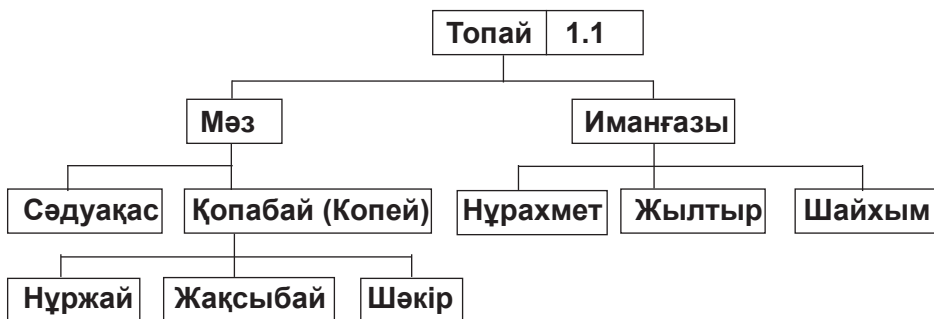 Топай 1.1
Мәз Иманғазы
Сәдуақас Қопабай (Копей) Нұрахмет Жылтыр Шайхым
Нұржай Жақсыбай Шәкір